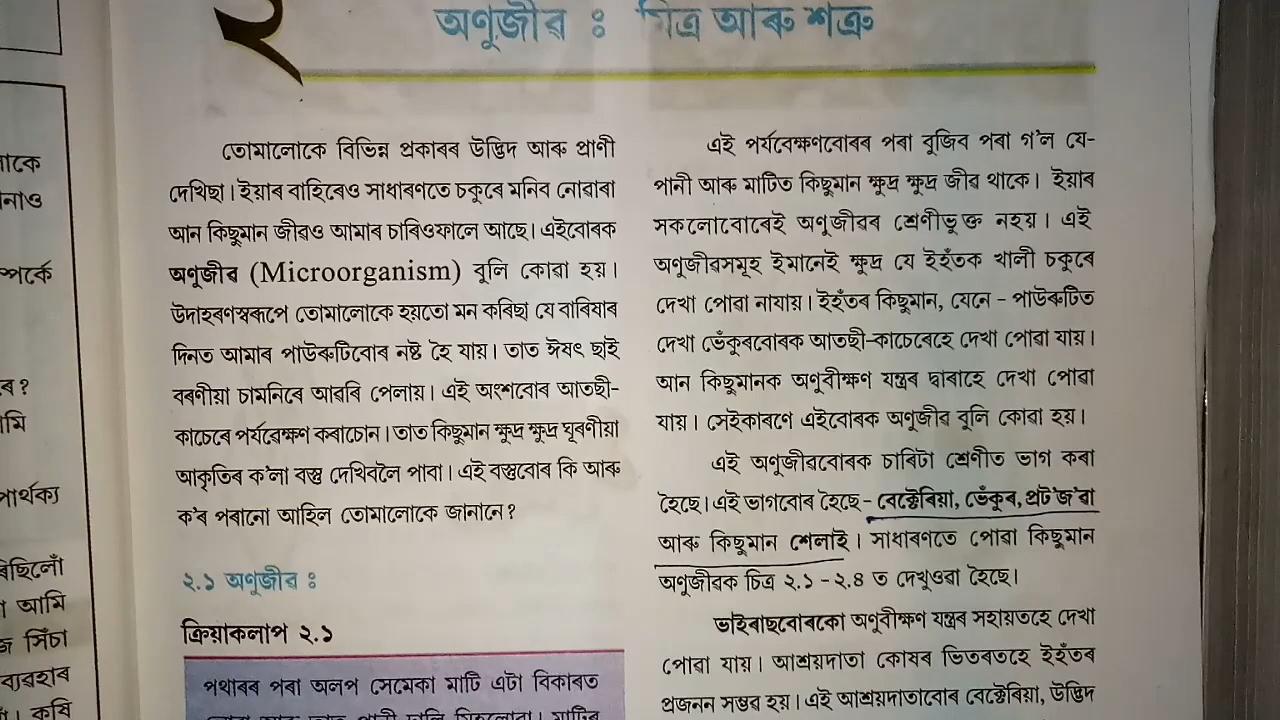 ২
অণুজীৱ : মিত্ৰ আৰু শত্ৰু
তোমালোকে বিভিন্ন প্ৰকাৰৰ উদ্ভিদ আৰু প্ৰাণী
দেখিছা। ইয়াৰ বাহিৰেও সাধাৰণতে চকুৰে মনিব নোৱাৰা
আন কিছুমান জীৱও আমাৰ চাৰিওফালে আছে। এইবোৰক
অণুজীৱ (Microorganism) বুলি কোৱা হয়।
উদাহৰণস্বৰূপে তোমালোকে হয়তো মন কৰিছা যে বাৰিষাৰ
দিনত আমাৰ পাউৰুটিবোৰ নষ্ট হৈ যায়। তাত ঈষৎ ছাই
বৰণীয়া চামনিৰে আৱৰি পেলায়। এই অংশবোৰ আতছী-
কাচেৰে পৰ্যৱেক্ষণ কৰাচোন। তাত কিছুমান ক্ষুদ্ৰ ক্ষুদ্ৰ ঘূৰণীয়া
আকৃতিৰ ক'লা বস্তু দেখিবলৈ পাবা। এই বস্তুবোৰ কি আৰু
ক'ৰ পৰানো আহিল তোমালোকে জানানে?
২.১ অণুজীৱ :
ক্ৰিয়াকলাপ ২.১
পথাৰৰ পৰা অলপ সেমেকা মাটি এটা বিকাৰত
এই পৰ্যবেক্ষণবোৰৰ পৰা বুজিব পৰা গ'ল যে-
পানী আৰু মাটিত কিছুমান ক্ষুদ্ৰ ক্ষুদ্ৰ জীৱ থাকে। ইয়াৰ
সকলোবোৰেই অণুজীৱৰ শ্ৰেণীভুক্ত নহয়। এই
অণুজীৱসমূহ ইমানেই ক্ষুদ্ৰ যে ইহঁতক খালী চকুৰে
দেখা পোৱা নাযায়। ইহঁতৰ কিছুমান, যেনে – পাউৰুটিত
দেখা ভেঁকুৰবোৰক আতছী-কাচেৰেহে দেখা পোৱা যায়।
আন কিছুমানক অণুবীক্ষণ যন্ত্ৰৰ দ্বাৰাহে দেখা পোৱা
যায়। সেইকাৰণে এইবোৰক অণুজীৱ বুলি কোৱা হয়।
এই অণুজীৱবোৰক চাৰিটা শ্ৰেণীত ভাগ কৰা
হৈছে। এই ভাগবোৰ হৈছে- বেক্টেৰিয়া, ভেঁকুৰ, প্ৰট'জ'ৱা
আৰু কিছুমান শেলাই। সাধাৰণতে পোৱা কিছুমান
অণুজীৱক চিত্ৰ ২.১ – ২.৪ ত দেখুওৱা হৈছে।
ভাইৰাছবোৰকো অণুবীক্ষণ যন্ত্ৰৰ সহায়তহে দেখা
পোৱা যায়। আশ্ৰয়দাতা কোষৰ ভিতৰতহে ইহঁতৰ
প্ৰজনন সম্ভৱ হয়। এই আশ্ৰয়দাতাবোৰ বেক্টেৰিয়া, উদ্ভিদ